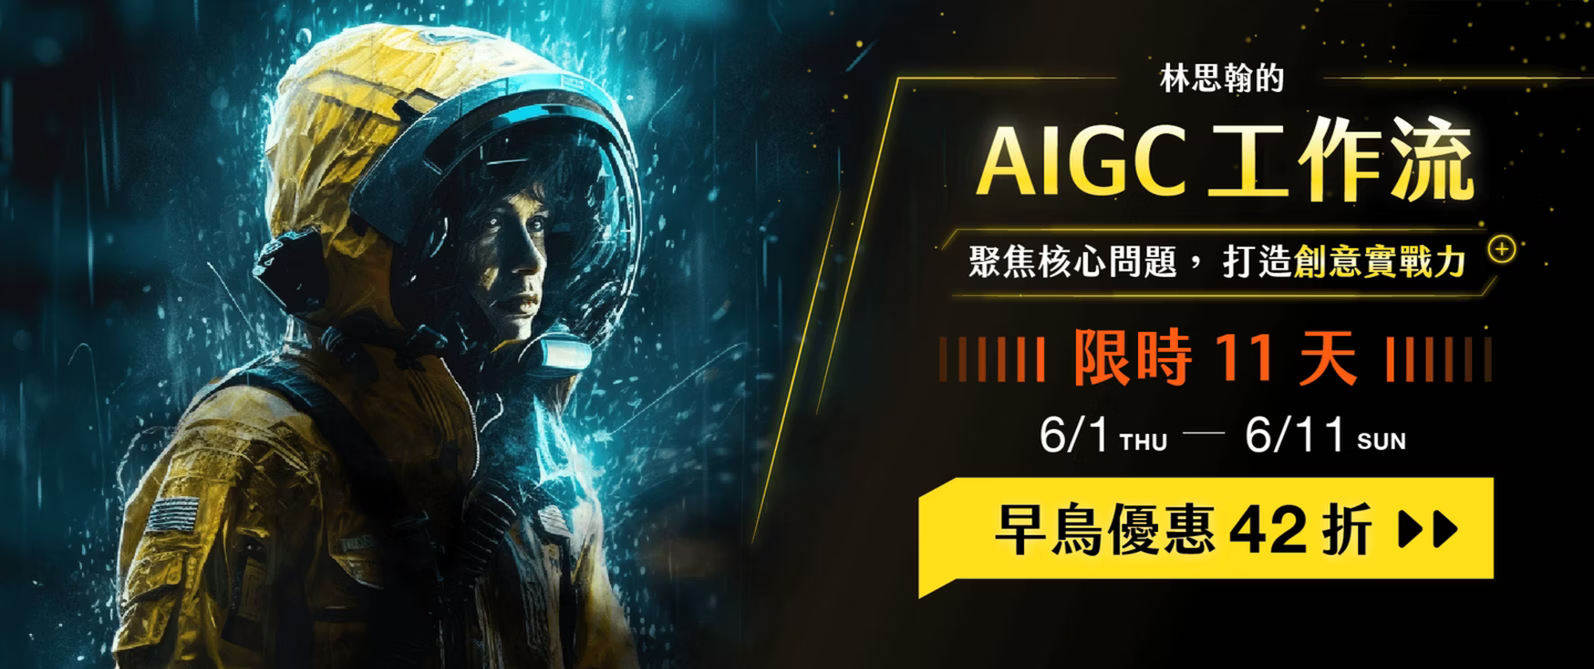 林思翰的
AIGC 工作流
聚焦核心問題， 打造創意實戰力
限時 11 天
6/1 THU — 6/11 SUN
早鳥優惠 42 折